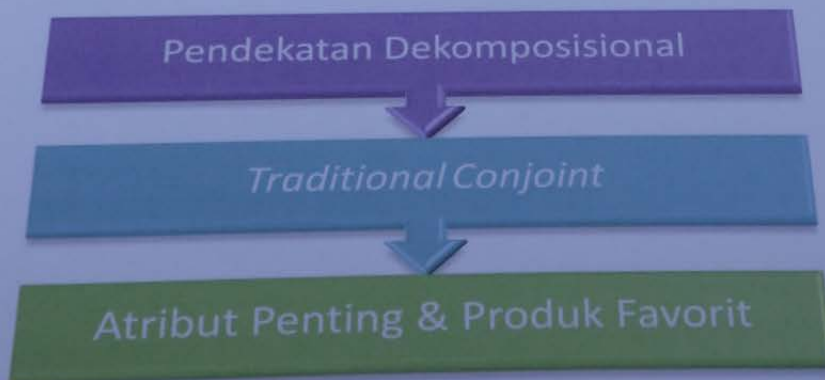 Pendekatan Dekomposisional
Traditional Conjoint
Atribut Penting & Produk Favorit